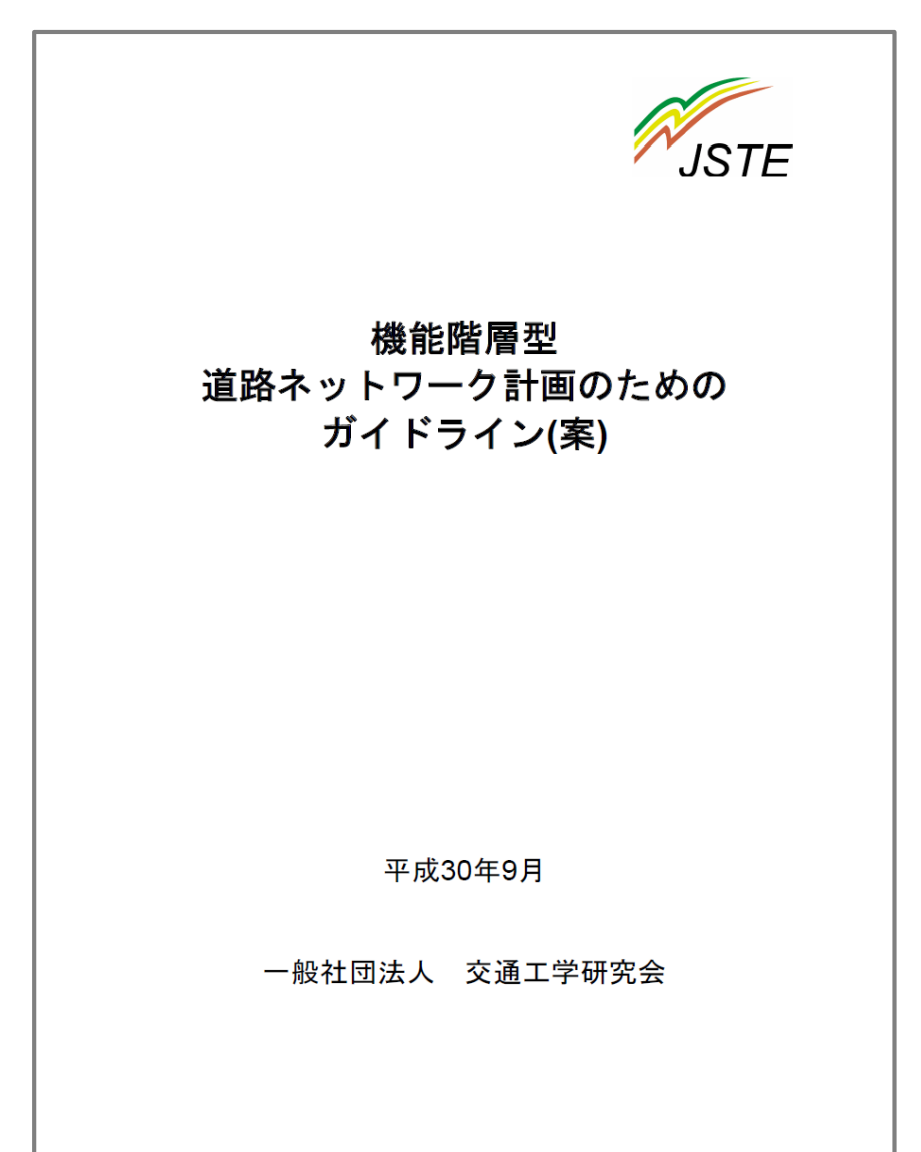 JSTE
機能階層型
道路ネットワーク計画のための
ガイドライン(案)
平成30年9月
一般社団法人　交通工学研究会